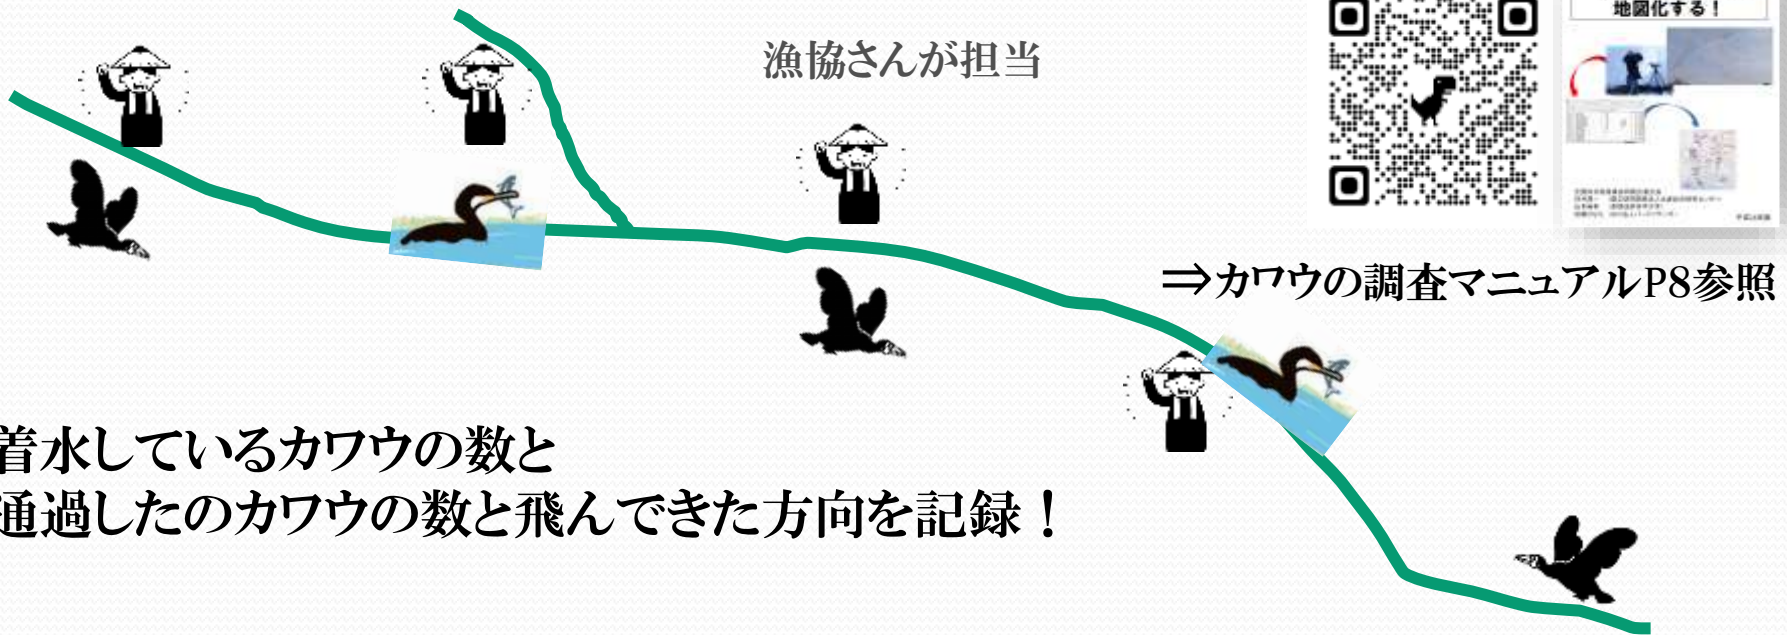 地図化する！
漁協さんが担当
⇒カワウの調査マニュアルP8参照
着水しているカワウの数と
通過したのカワウの数と飛んできた方向を記録！